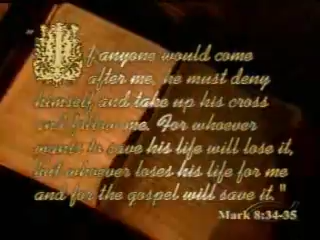 "If anyone would come
after me, he must deny
himself and take up his cross
and follow me. For whoever
wants to save his life will lose it,
but whoever loses his life for me
and for the gospel will save it."
Mark 8:34-35